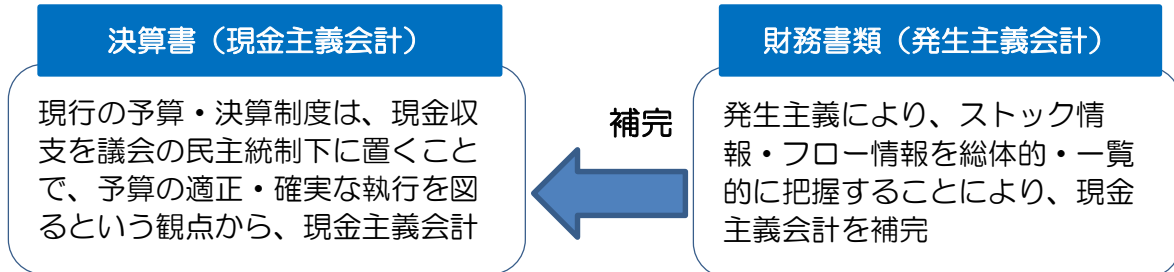 決算書（現金主義会計）
現行の予算・決算制度は、現金収
支を議会の民主統制下に置くこと
で、予算の適正・確実な執行を図
るという観点から、現金主義会計
補完
財務書類（発生主義会計）
発生主義により、ストック情
報・フロー情報を総体的・一覧
的に把握することにより、現金
主義会計を補完